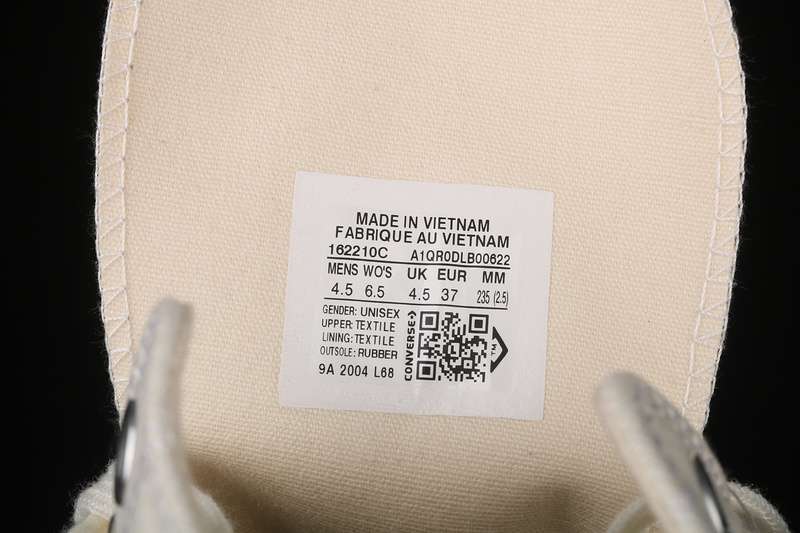 MADE IN VIETNAM
FABRIQUE AU VIETNAM
162210C A1QR0DLB00622
MENS WO'S UK EUR MM
4.5 6.5 4.5 37 235 (2.5)
GENDER: UNISEX
UPPER: TEXTILE
LINING: TEXTILE
OUTSOLE: RUBBER
9A 2004 L68
CONVERSE
TM